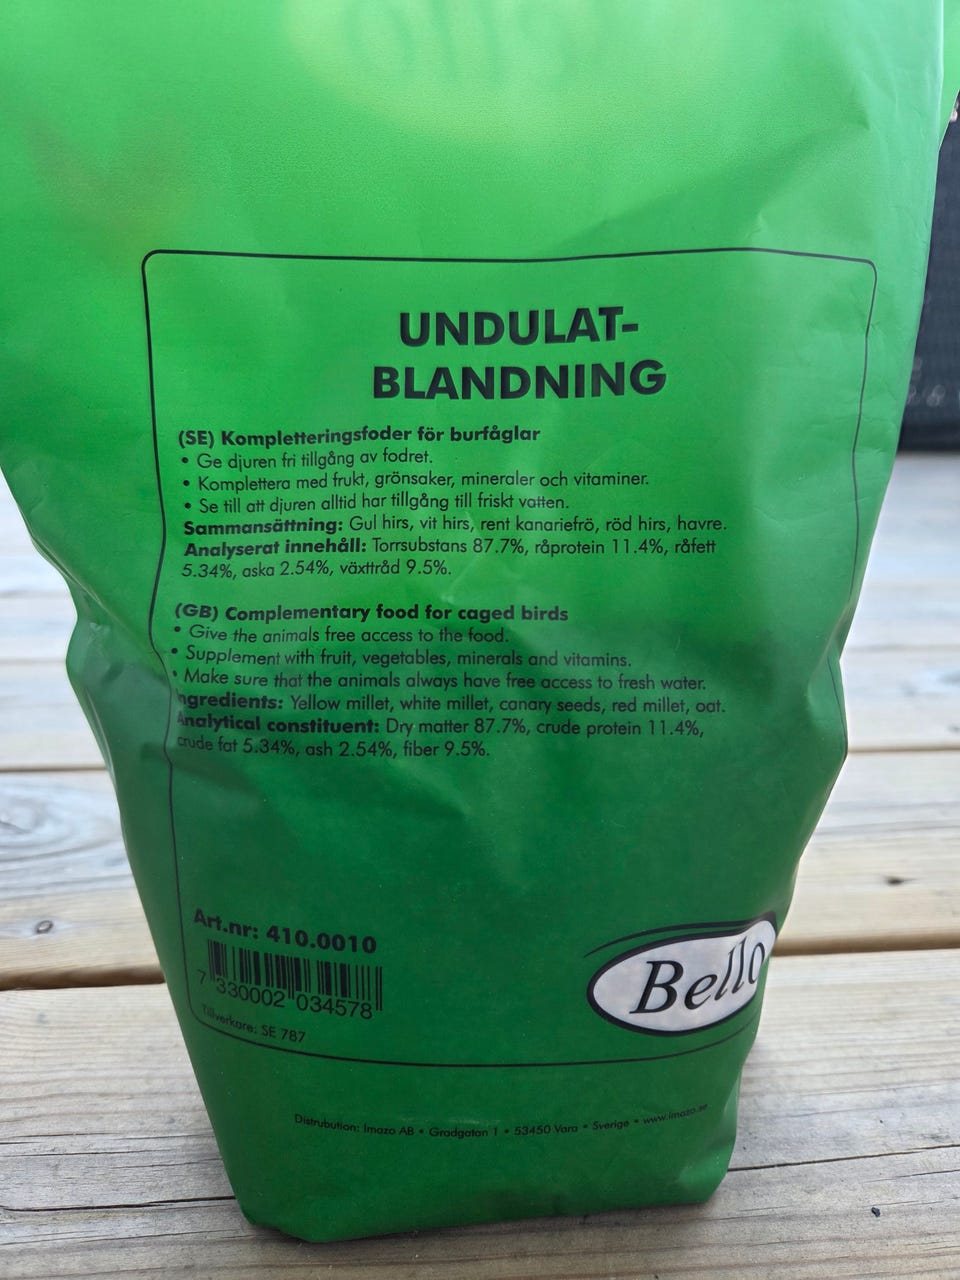 UNDULAT-
BLANDNING
(SE) Kompletteringsfoder för burfåglar
• Ge djuren fri tillgång av fodret.
• Komplettera med frukt, grönsaker, mineraler och vitaminer.
• Se till att djuren alltid har tillgång till friskt vatten.
Sammansättning: Gul hirs, vit hirs, rent kanariefrö, röd hirs, havre.
Analyserat innehåll: Torrsubstans 87.7%, råprotein 11.4%, råfett
5.34%, aska 2.54%, växttråd 9.5%.
(GB) Complementary food for caged birds
• Give the animals free access to the food.
• Supplement with fruit, vegetables, minerals and vitamins.
• Make sure that the animals always have free access to fresh water.
Ingredients: Yellow millet, white millet, canary seeds, red millet, oat.
Analytical constituent: Dry matter 87.7%, crude protein 11.4%,
crude fat 5.34%, ash 2.54%, fiber 9.5%.
Art.nr: 410.0010
7 330002 034578
Tillverkare: SE 787
Bello
Distrubution: Imazo AB • Gradgatan 1 • 53450 Vara • Sverige • www.imazo.se